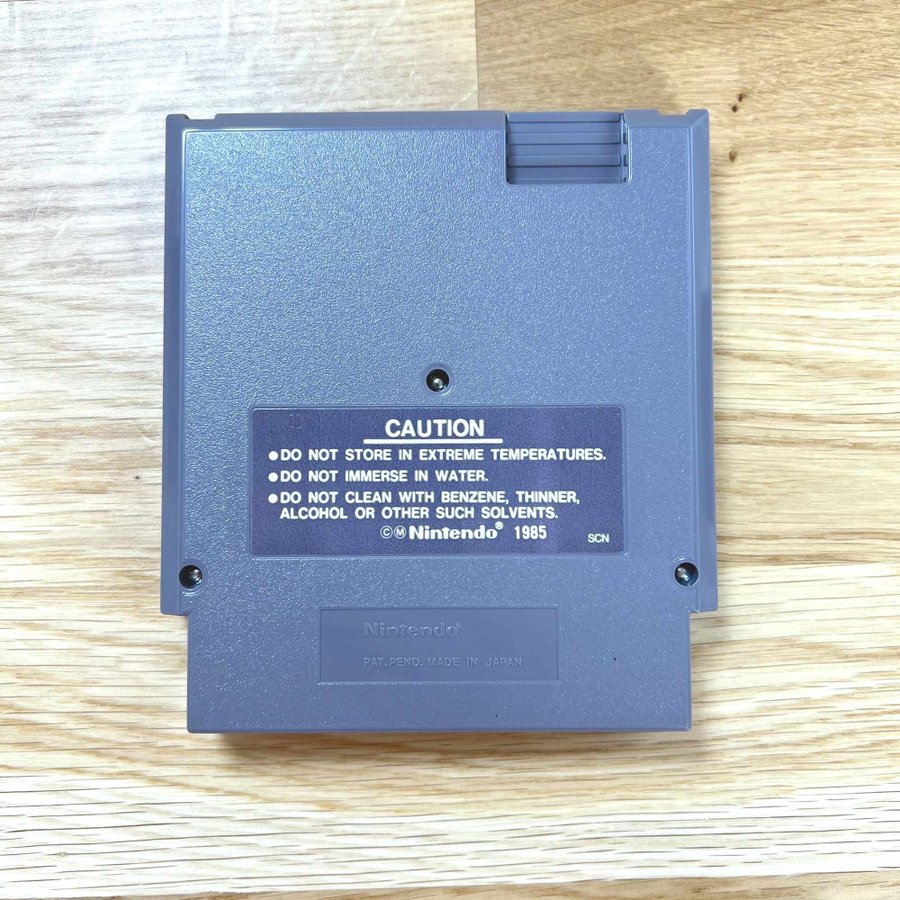 CAUTION
●DO NOT STORE IN EXTREME TEMPERATURES.
●DO NOT IMMERSE IN WATER.
●DO NOT CLEAN WITH BENZENE, THINNER,
ALCOHOL OR OTHER SUCH SOLVENTS.
©Ⓜ Nintendo® 1985
SCN
Nintendo®
PAT. PEND. MADE IN JAPAN